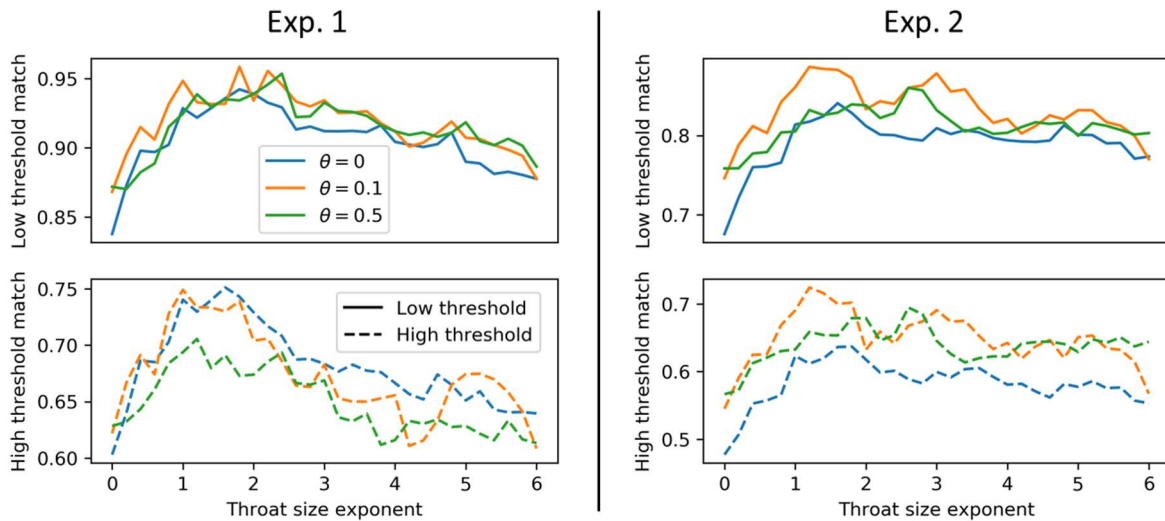 Exp. 1
Exp. 2
Low threshold match
0.95
0.90
0.85
θ = 0
θ = 0.1
θ = 0.5
Low threshold match
0.8
0.7
High threshold match
0.75
0.70
0.65
0.60
Low threshold
High threshold
0 1 2 3 4 5 6
Throat size exponent
High threshold match
0.7
0.6
0.5
0 1 2 3 4 5 6
Throat size exponent